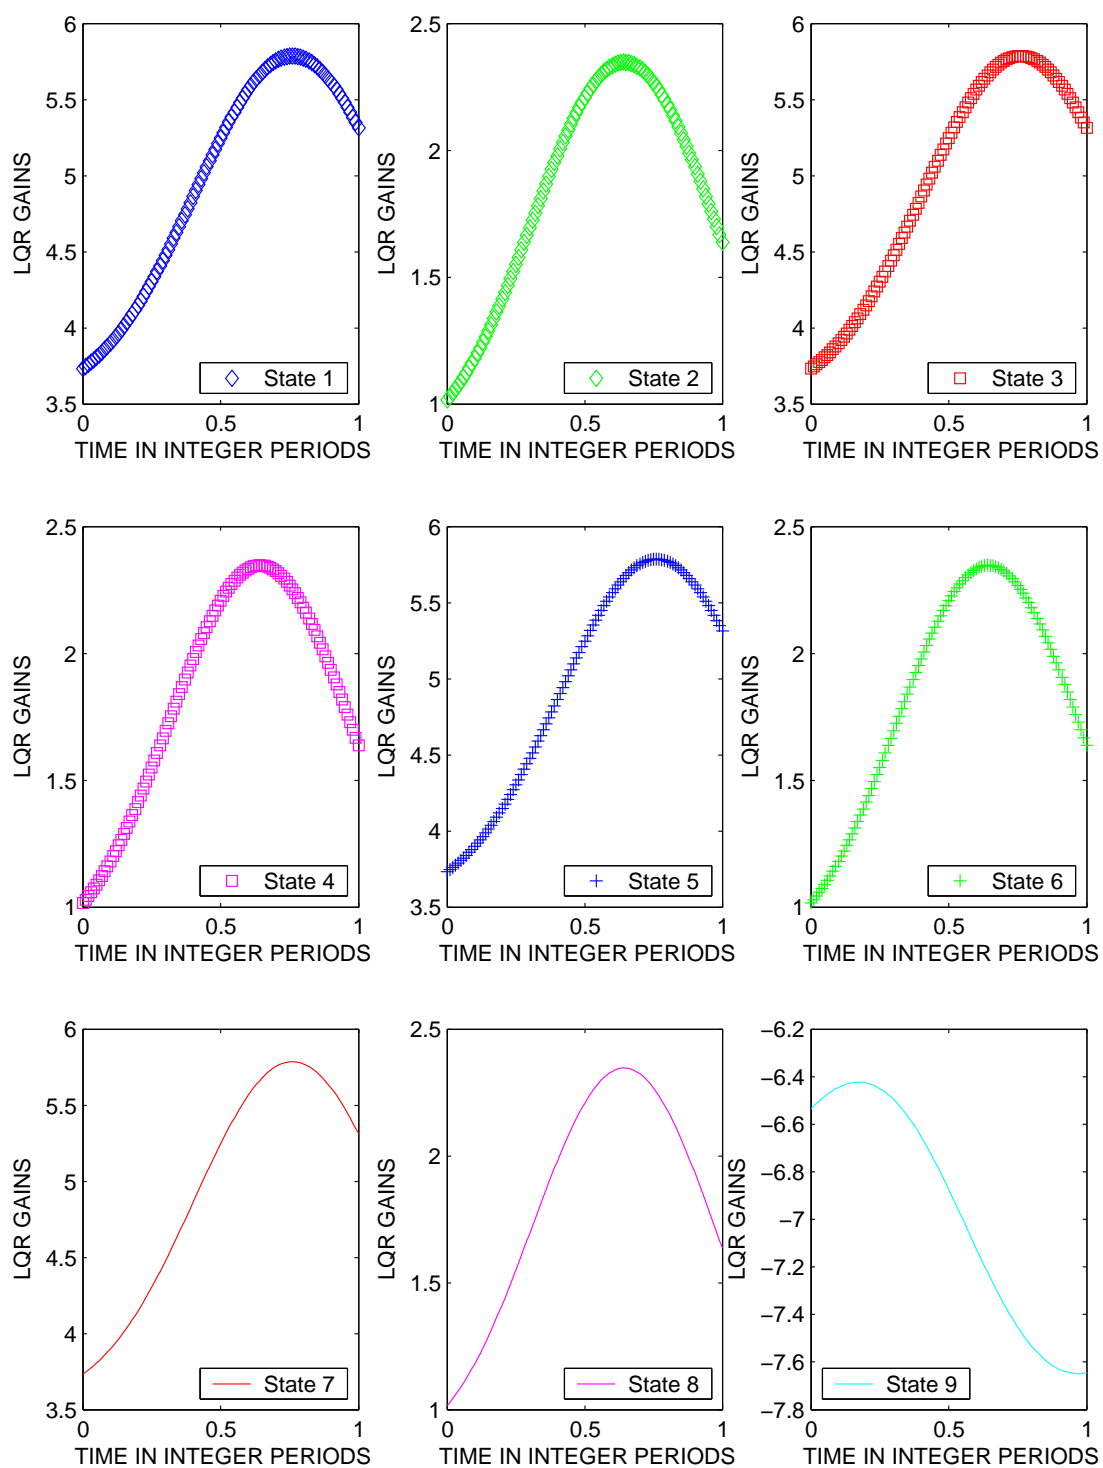 6
5.5
5
4.5
4
3.5
0
0.5
1
LQR GAINS
TIME IN INTEGER PERIODS
State 1
2.5
2
1.5
1
0
0.5
1
LQR GAINS
TIME IN INTEGER PERIODS
State 2
6
5.5
5
4.5
4
3.5
0
0.5
1
LQR GAINS
TIME IN INTEGER PERIODS
State 3
2.5
2
1.5
1
0
0.5
1
LQR GAINS
TIME IN INTEGER PERIODS
State 4
6
5.5
5
4.5
4
3.5
0
0.5
1
LQR GAINS
TIME IN INTEGER PERIODS
State 5
2.5
2
1.5
1
0
0.5
1
LQR GAINS
TIME IN INTEGER PERIODS
State 6
6
5.5
5
4.5
4
3.5
0
0.5
1
LQR GAINS
TIME IN INTEGER PERIODS
State 7
2.5
2
1.5
1
0
0.5
1
LQR GAINS
TIME IN INTEGER PERIODS
State 8
−6.2
−6.4
−6.6
−6.8
−7
−7.2
−7.4
−7.6
−7.8
0
0.5
1
LQR GAINS
TIME IN INTEGER PERIODS
State 9